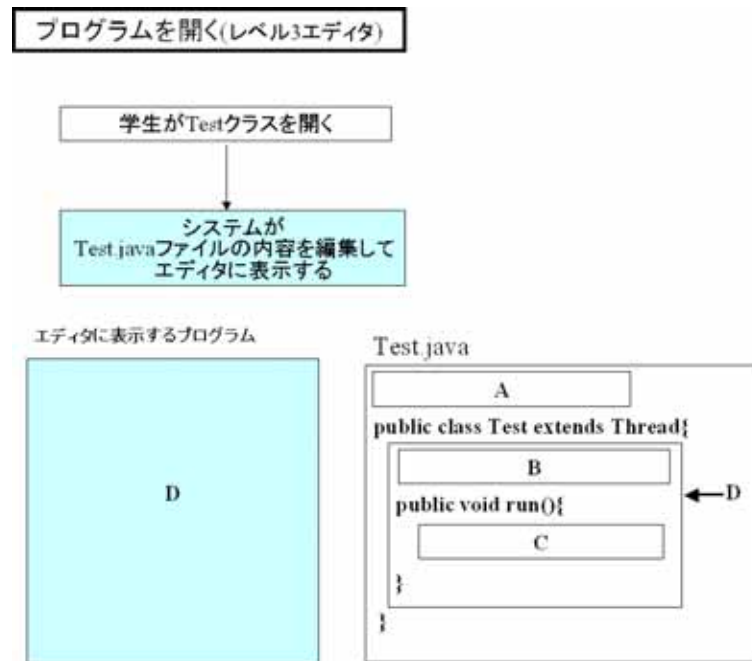 プログラムを開く(レベル3エディタ)
学生がTestクラスを開く
システムが
Test.javaファイルの内容を編集して
エディタに表示する
エディタに表示するプログラム
D
Test.java
A
public class Test extends Thread{
B
D
public void run(){
C
}
}